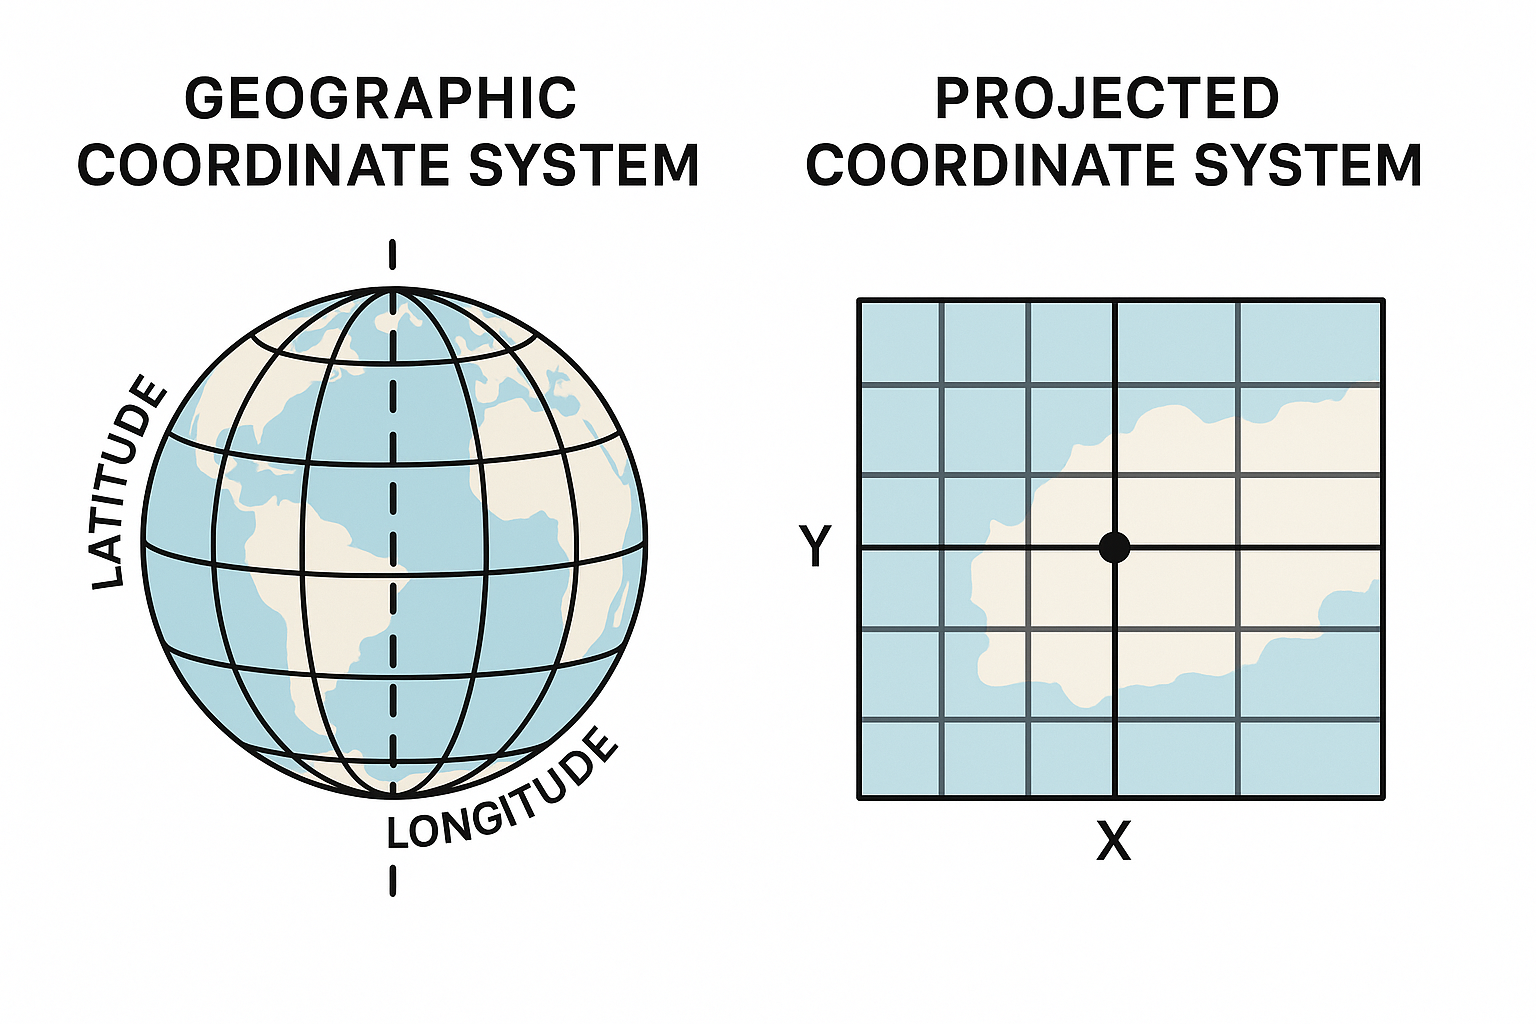 GEOGRAPHIC
COORDINATE SYSTEM
LATITUDE
LONGITUDE
PROJECTED
COORDINATE SYSTEM
Y
X